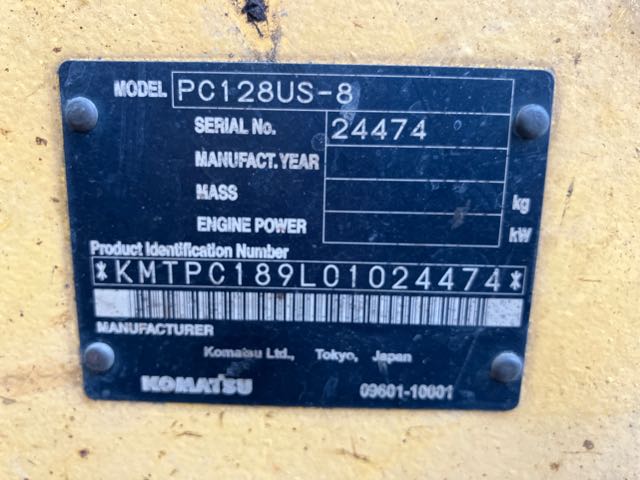 MODEL PC128US-8
SERIAL No. 24474
MANUFACT.YEAR
MASS kg
ENGINE POWER kW
Product Identification Number
*KMTPC189L01024474*
MANUFACTURER
Komatsu Ltd., Tokyo, Japan
KOMATSU 09601-10001